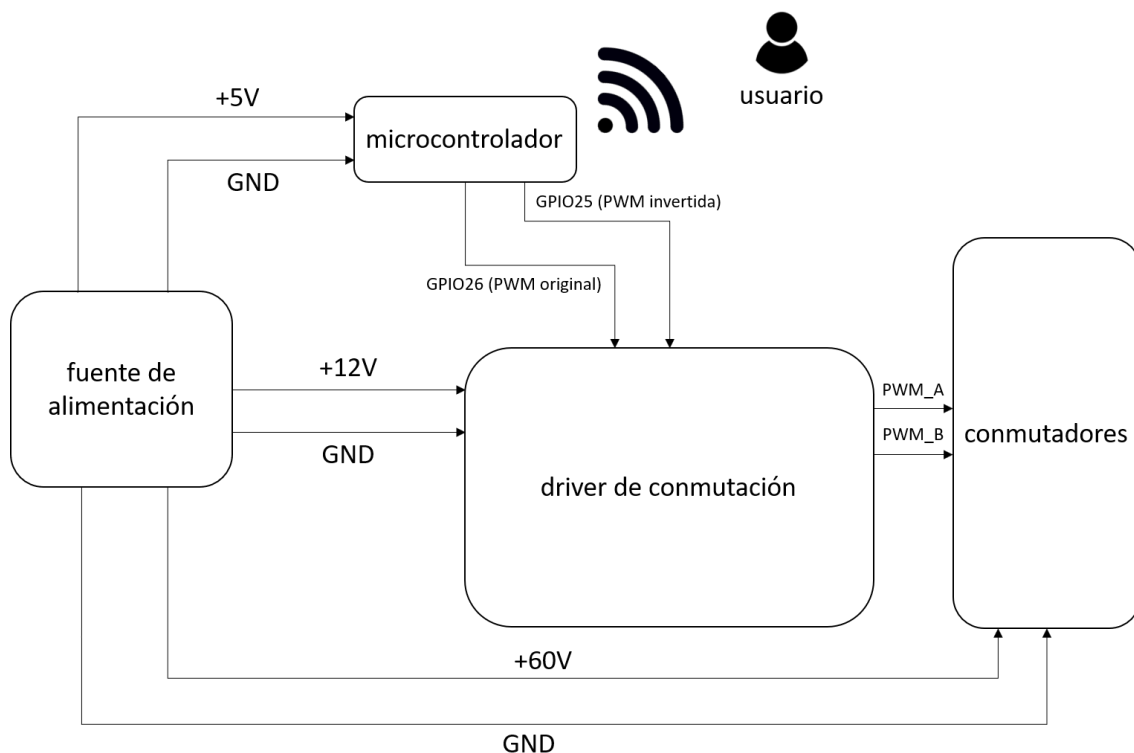 usuario
+5V
microcontrolador
GND
GPIO25 (PWM invertida)
GPIO26 (PWM original)
fuente de
alimentación
+12V
GND
PWM_A
PWM_B
conmutadores
driver de conmutación
+60V
GND